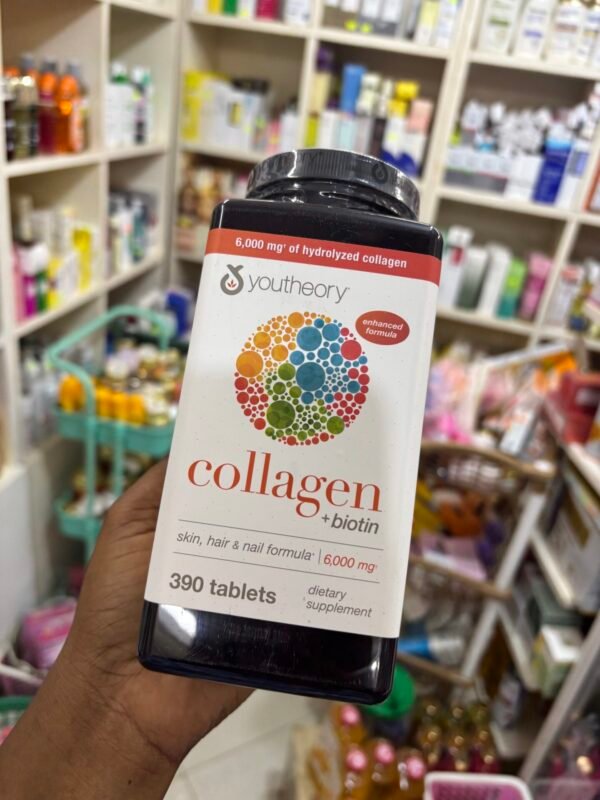 6,000 mg† of hydrolyzed collagen
youtheory™
enhanced
formula
collagen
+biotin
skin, hair & nail formula* | 6,000 mg†
390 tablets
dietary
supplement